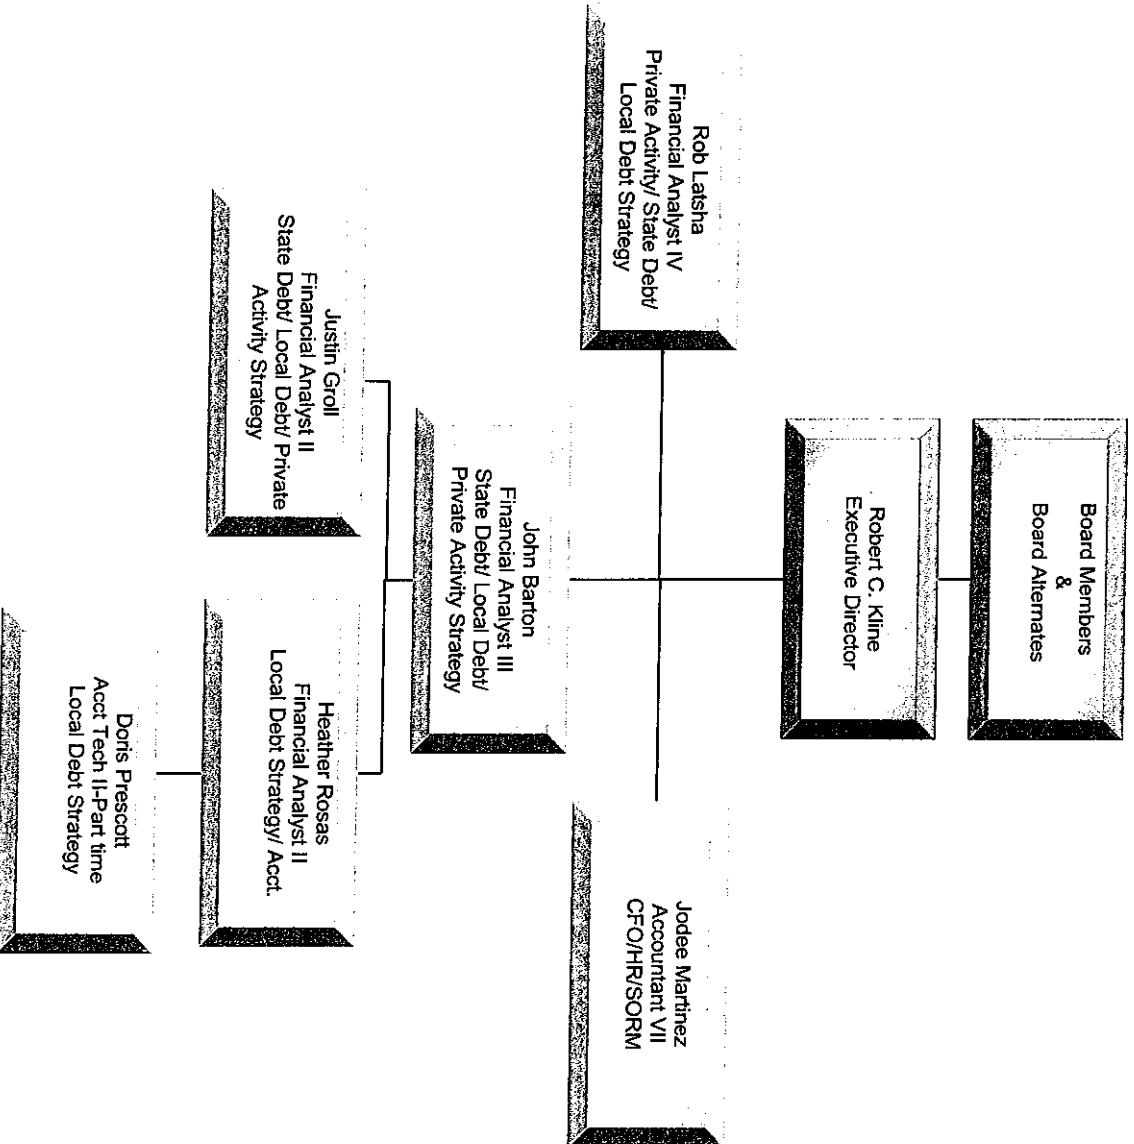 Board Members
&
Board Alternates
Robert C. Kline
Executive Director
Rob Latsha
Financial Analyst IV
Private Activity/ State Debt/
Local Debt Strategy
John Barton
Financial Analyst III
State Debt/ Local Debt/
Private Activity Strategy
Jodee Martinez
Accountant VII
CFO/HR/SORM
Justin Groll
Financial Analyst II
State Debt/ Local Debt/ Private
Activity Strategy
Heather Rosas
Financial Analyst II
Local Debt Strategy/ Acct.
Doris Prescott
Acct Tech II-Part time
Local Debt Strategy